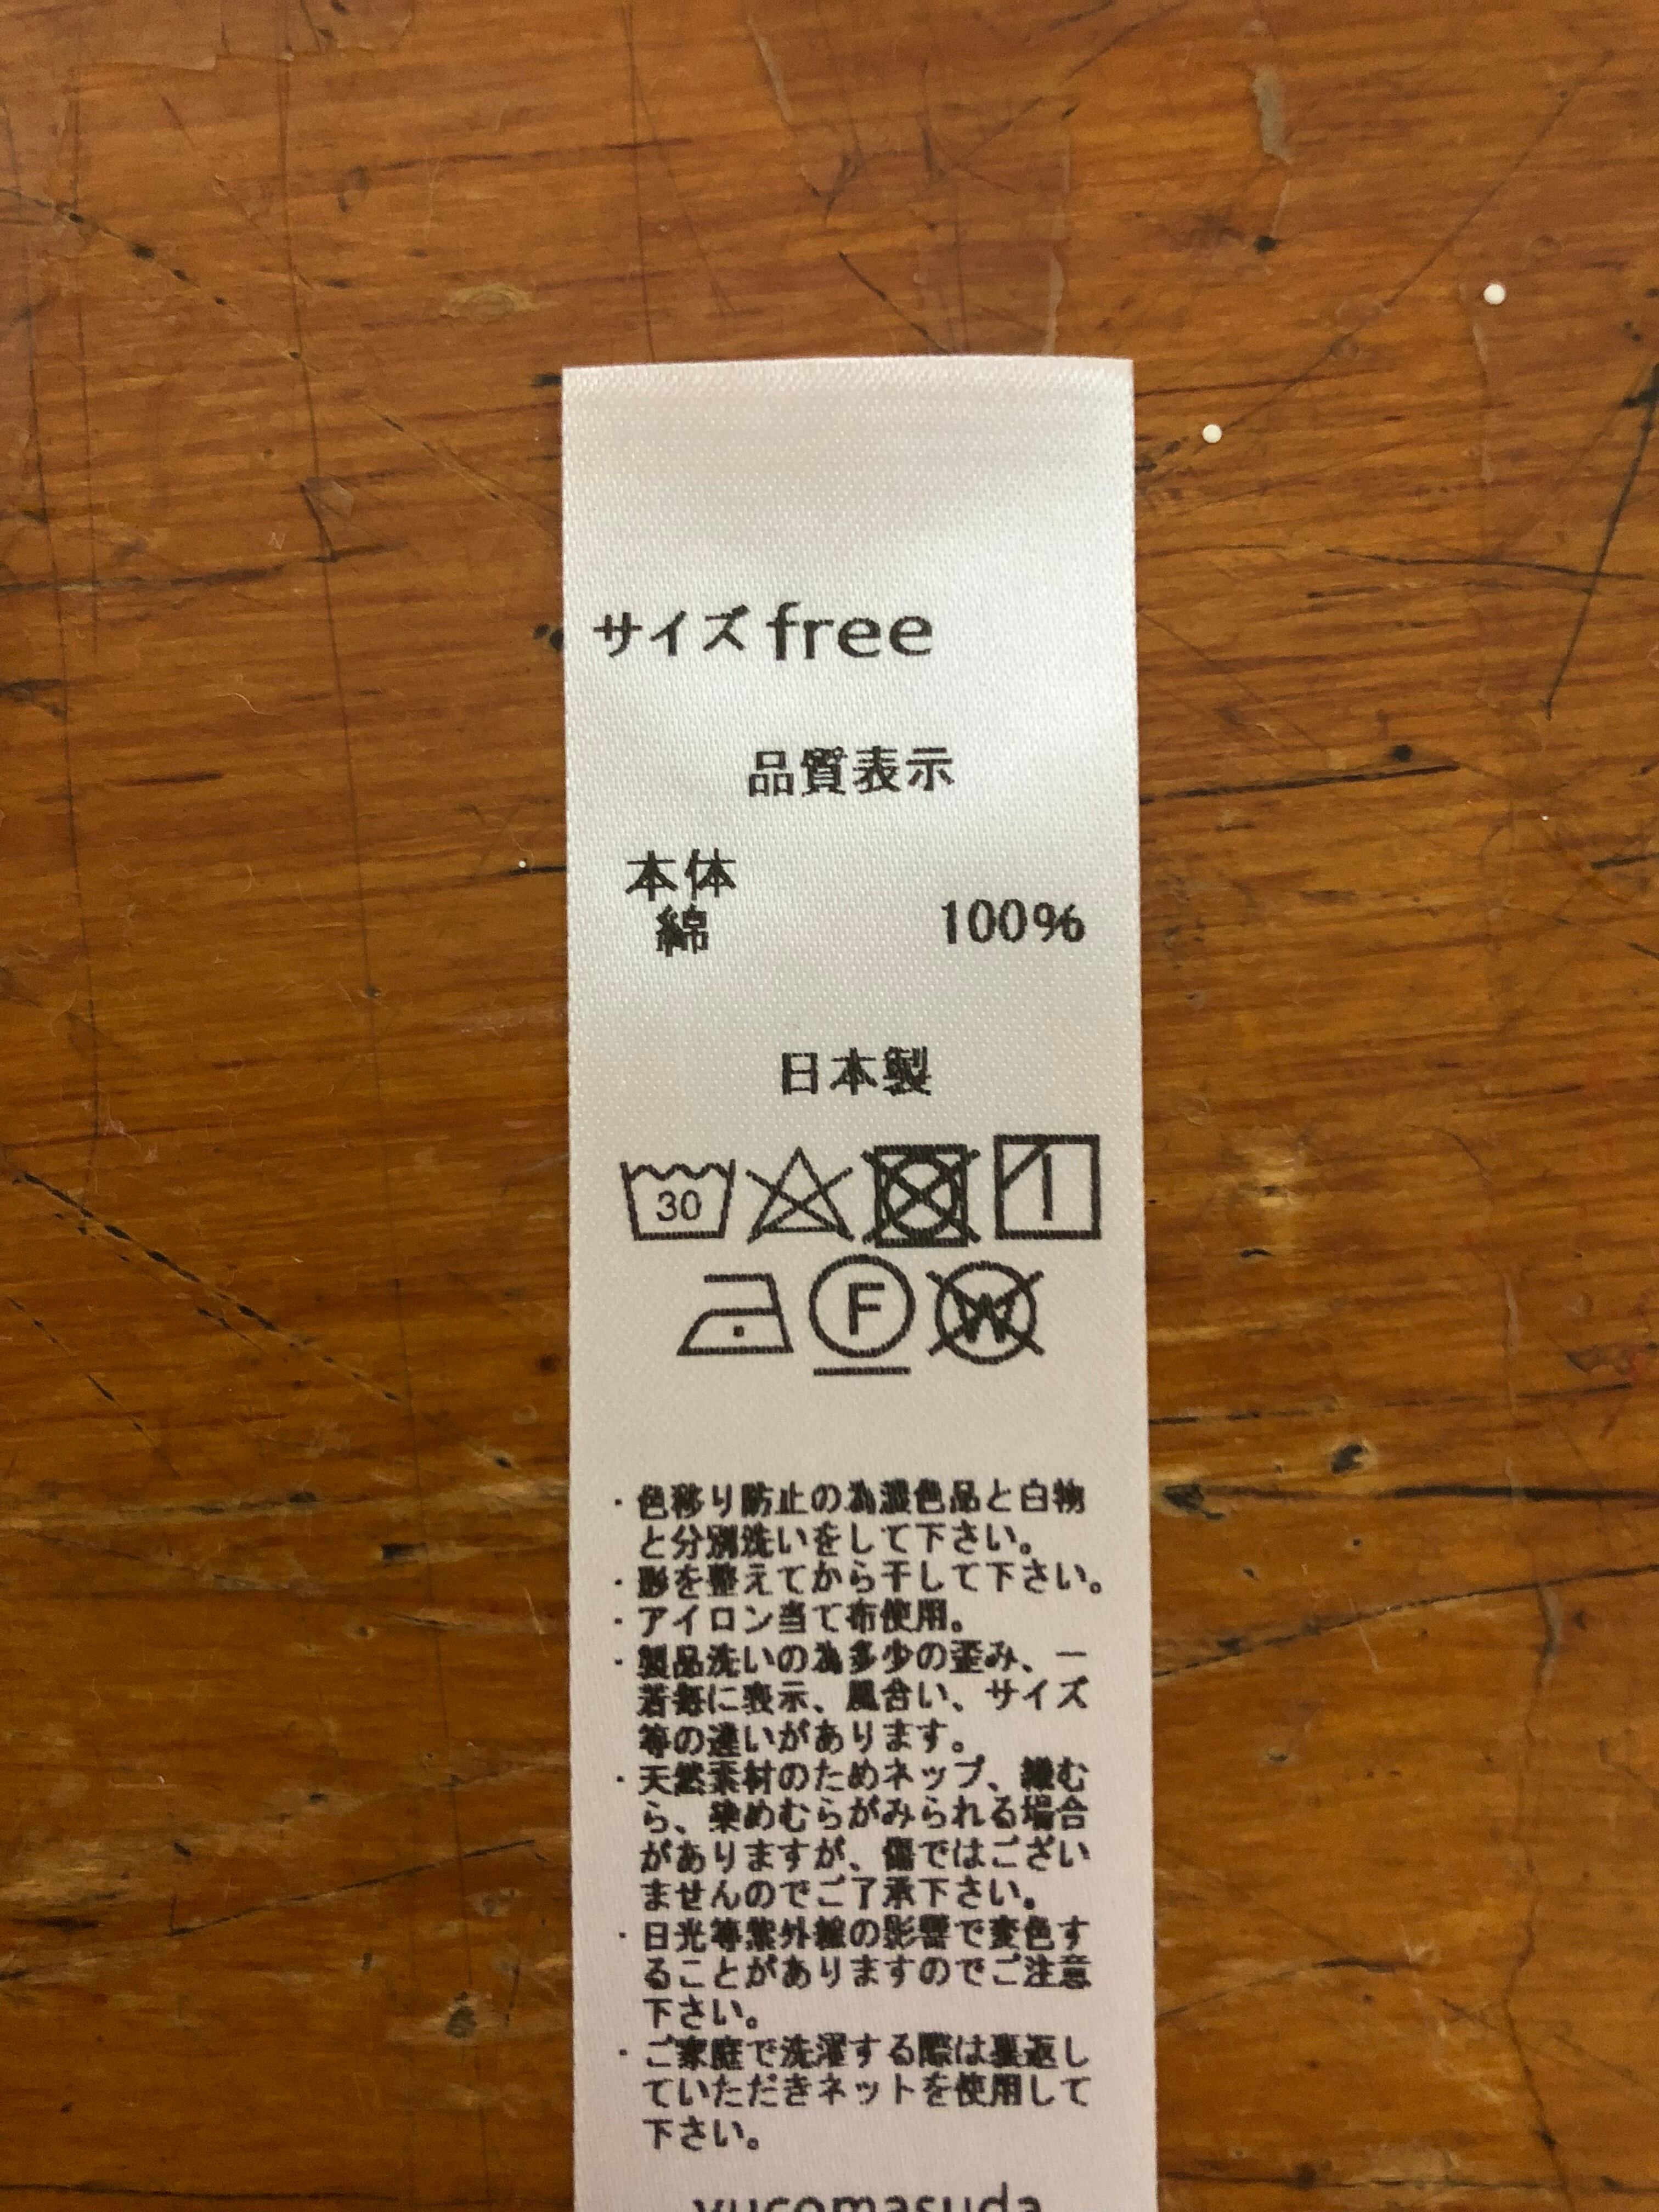 サイズ free
品質表示
本体
綿 100%
日本製
30
F
W
・色移り防止の為濃色品と白物
と分別洗いをして下さい。
・形を整えてから干して下さい。
・アイロン当て布使用。
・製品洗いの為多少の歪み、一
着毎に表示、風合い、サイズ
等の違いがあります。
・天然素材のためネップ、織む
ら、染めむらがみられる場合
がありますが、傷ではござい
ませんのでご了承下さい。
・日光等紫外線の影響で変色す
ることがありますのでご注意
下さい。
・ご家庭で洗濯する際は裏返し
ていただきネットを使用して
下さい。
yucomasuda